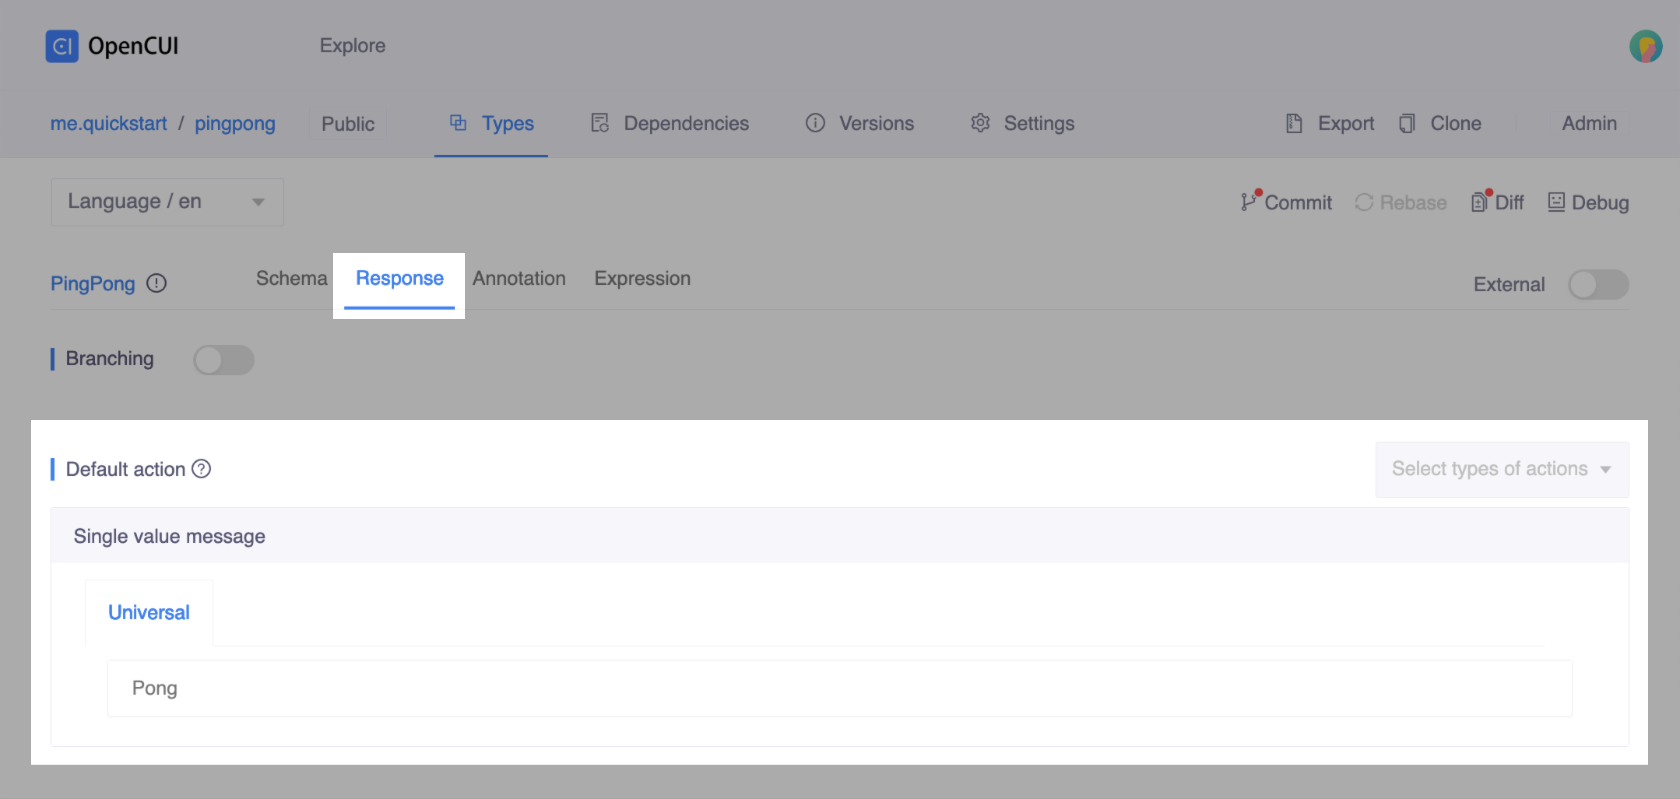 CI OpenCUI Explore
me.quickstart / pingpong Public Types Dependencies Versions Settings Export Clone Admin
Language / en Commit Rebase Diff Debug
PingPong Schema Response Annotation Expression External
Branching
Default action Select types of actions
Single value message
Universal
Pong